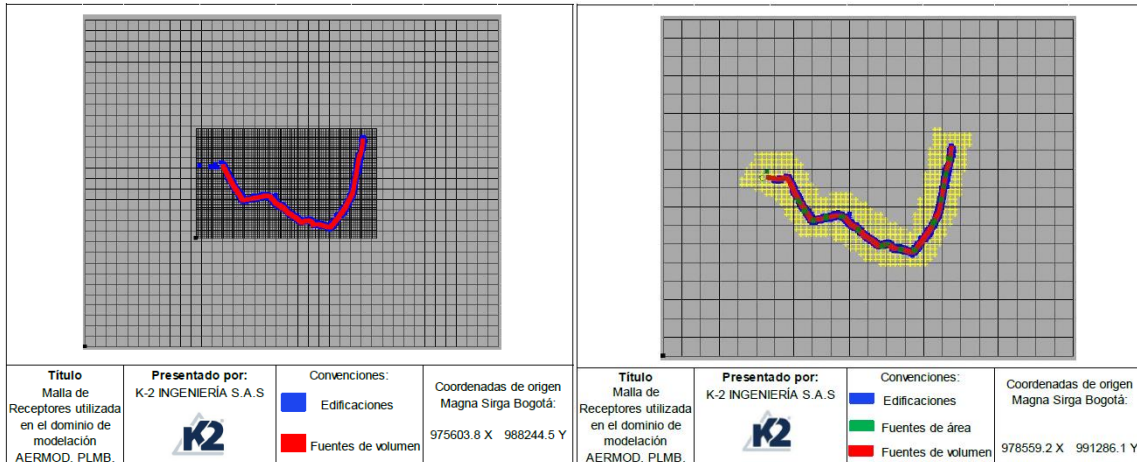 Título
Malla de
Receptores utilizada
en el dominio de
modelación
AERMOD. PLMB.
Presentado por:
K-2 INGENIERÍA S.A.S
K2
Convenciones:
Edificaciones
Fuentes de volumen
Coordenadas de origen
Magna Sirga Bogotá:
975603.8 X 988244.5 Y
Título
Malla de
Receptores utilizada
en el dominio de
modelación
AERMOD. PLMB.
Presentado por:
K-2 INGENIERÍA S.A.S
K2
Convenciones:
Edificaciones
Fuentes de área
Fuentes de volumen
Coordenadas de origen
Magna Sirga Bogotá:
978559.2 X 991286.1 Y